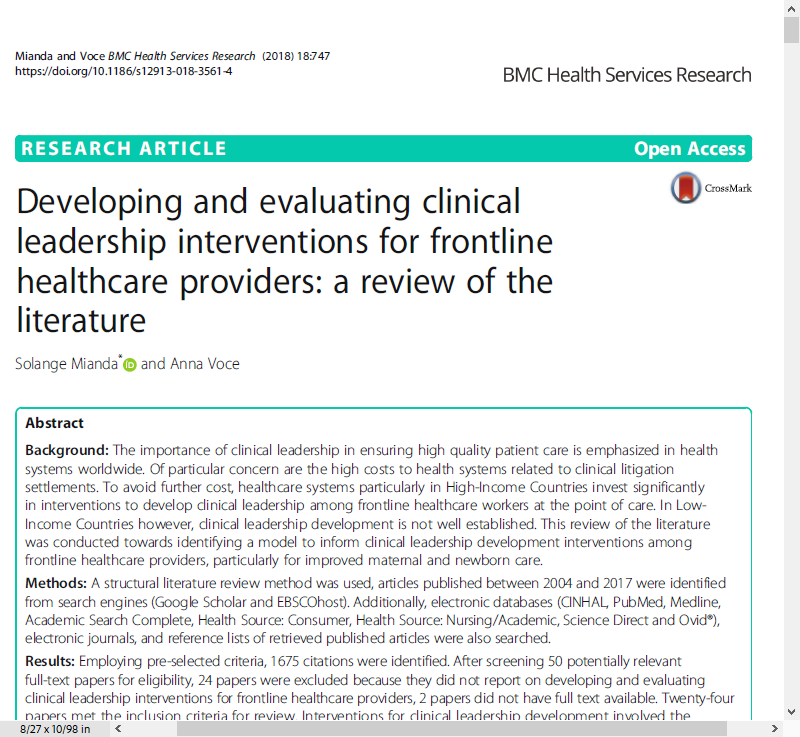 Mianda and Voce BMC Health Services Research (2018) 18:747
https://doi.org/10.1186/s12913-018-3561-4
BMC Health Services Research
RESEARCH ARTICLE
Open Access
CrossMark
Developing and evaluating clinical
leadership interventions for frontline
healthcare providers: a review of the
literature
Solange Mianda* iD and Anna Voce
Abstract
Background: The importance of clinical leadership in ensuring high quality patient care is emphasized in health
systems worldwide. Of particular concern are the high costs to health systems related to clinical litigation
settlements. To avoid further cost, healthcare systems particularly in High-Income Countries invest significantly
in interventions to develop clinical leadership among frontline healthcare workers at the point of care. In Low-
Income Countries however, clinical leadership development is not well established. This review of the literature
was conducted towards identifying a model to inform clinical leadership development interventions among
frontline healthcare providers, particularly for improved maternal and newborn care.
Methods: A structural literature review method was used, articles published between 2004 and 2017 were identified
from search engines (Google Scholar and EBSCOhost). Additionally, electronic databases (CINHAL, PubMed, Medline,
Academic Search Complete, Health Source: Consumer, Health Source: Nursing/Academic, Science Direct and Ovid®),
electronic journals, and reference lists of retrieved published articles were also searched.
Results: Employing pre-selected criteria, 1675 citations were identified. After screening 50 potentially relevant
full-text papers for eligibility, 24 papers were excluded because they did not report on developing and evaluating
clinical leadership interventions for frontline healthcare providers, 2 papers did not have full text available. Twenty-four
papers met the inclusion criteria for review. Interventions for clinical leadership development involved the
8/27 x 10/98 in